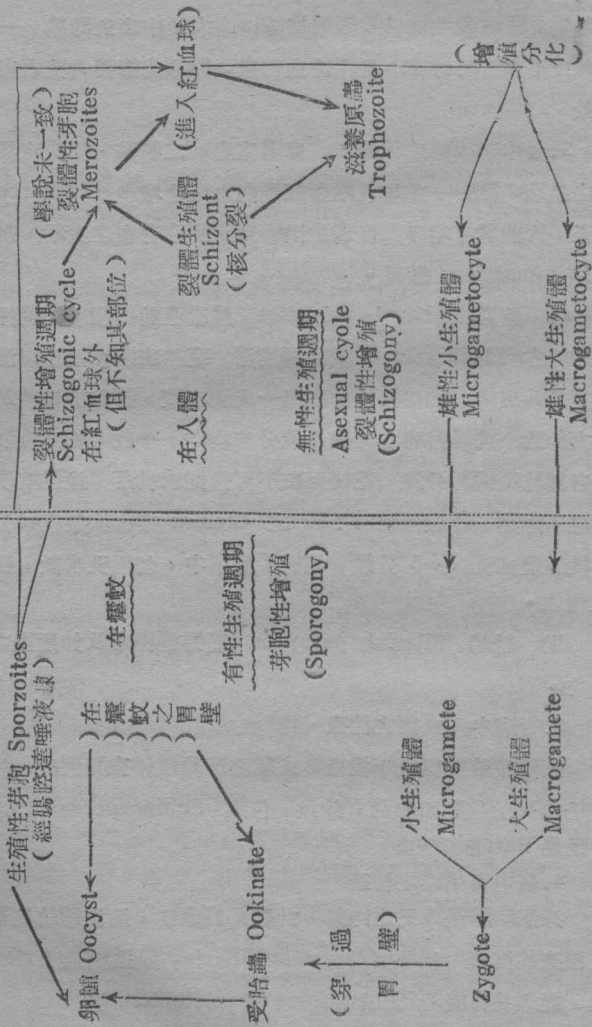 生殖性芽孢 Sporzoites
（經腸腔達唾液線）
卵種 Oocyst
）在
）瘧
）蚊
）之
）胃
壁
受胎蟲 Ookinate
（穿過
胃壁）
Zygote
在瘧蚊
有性生殖週期
芽胞性增殖
(Sporogony)
小生殖體
Microgamete
大生殖體
Macrogamete
裂體性增殖週期
Schizogonic cycle
在紅血球外
（但不知其部位）
（學說未一致）
裂體性芽胞
Merozoites
（進入紅血球）
在人體
裂體生殖體
Schizont
（核分裂）
滋養原蟲
Trophozoite
無性生殖週期
Asexual cyole
裂體性增殖
(Schizogony)
（增殖
分化）
雄性小生殖體
Microgametocyte
雄性大生殖體
Macrogametocyte